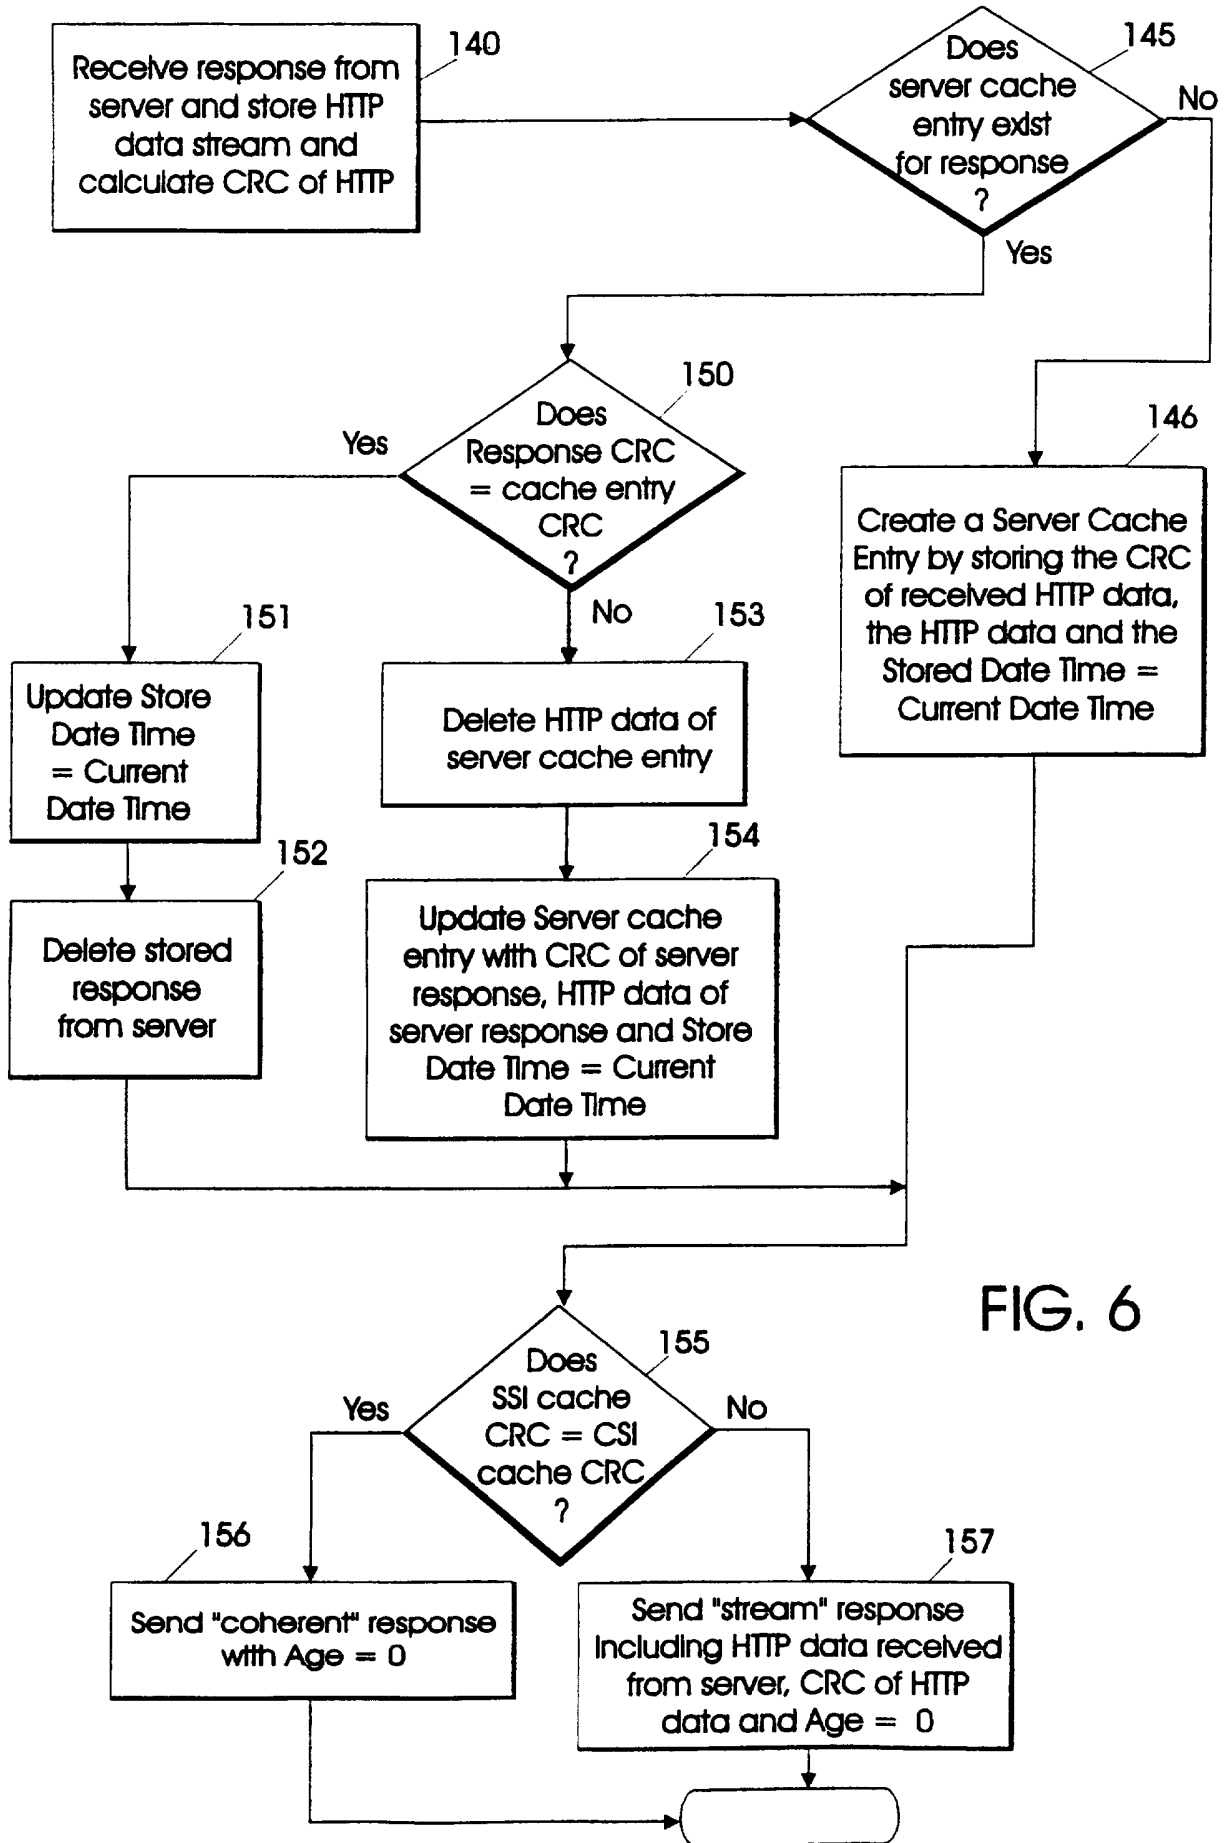 140
Receive response from
server and store HTTP
data stream and
calculate CRC of HTTP
145
Does
server cache
entry exist
for response
?
No
Yes
150
Does
Response CRC
= cache entry
CRC
?
Yes
No
146
Create a Server Cache
Entry by storing the CRC
of received HTTP data,
the HTTP data and the
Stored Date Time =
Current Date Time
151
Update Store
Date Time
= Current
Date Time
153
Delete HTTP data of
server cache entry
152
Delete stored
response
from server
154
Update Server cache
entry with CRC of server
response, HTTP data of
server response and Store
Date Time = Current
Date Time
FIG. 6
155
Does
SSI cache
CRC = CSI
cache CRC
?
Yes
No
156
Send "coherent" response
with Age = 0
157
Send "stream" response
including HTTP data received
from server, CRC of HTTP
data and Age = 0